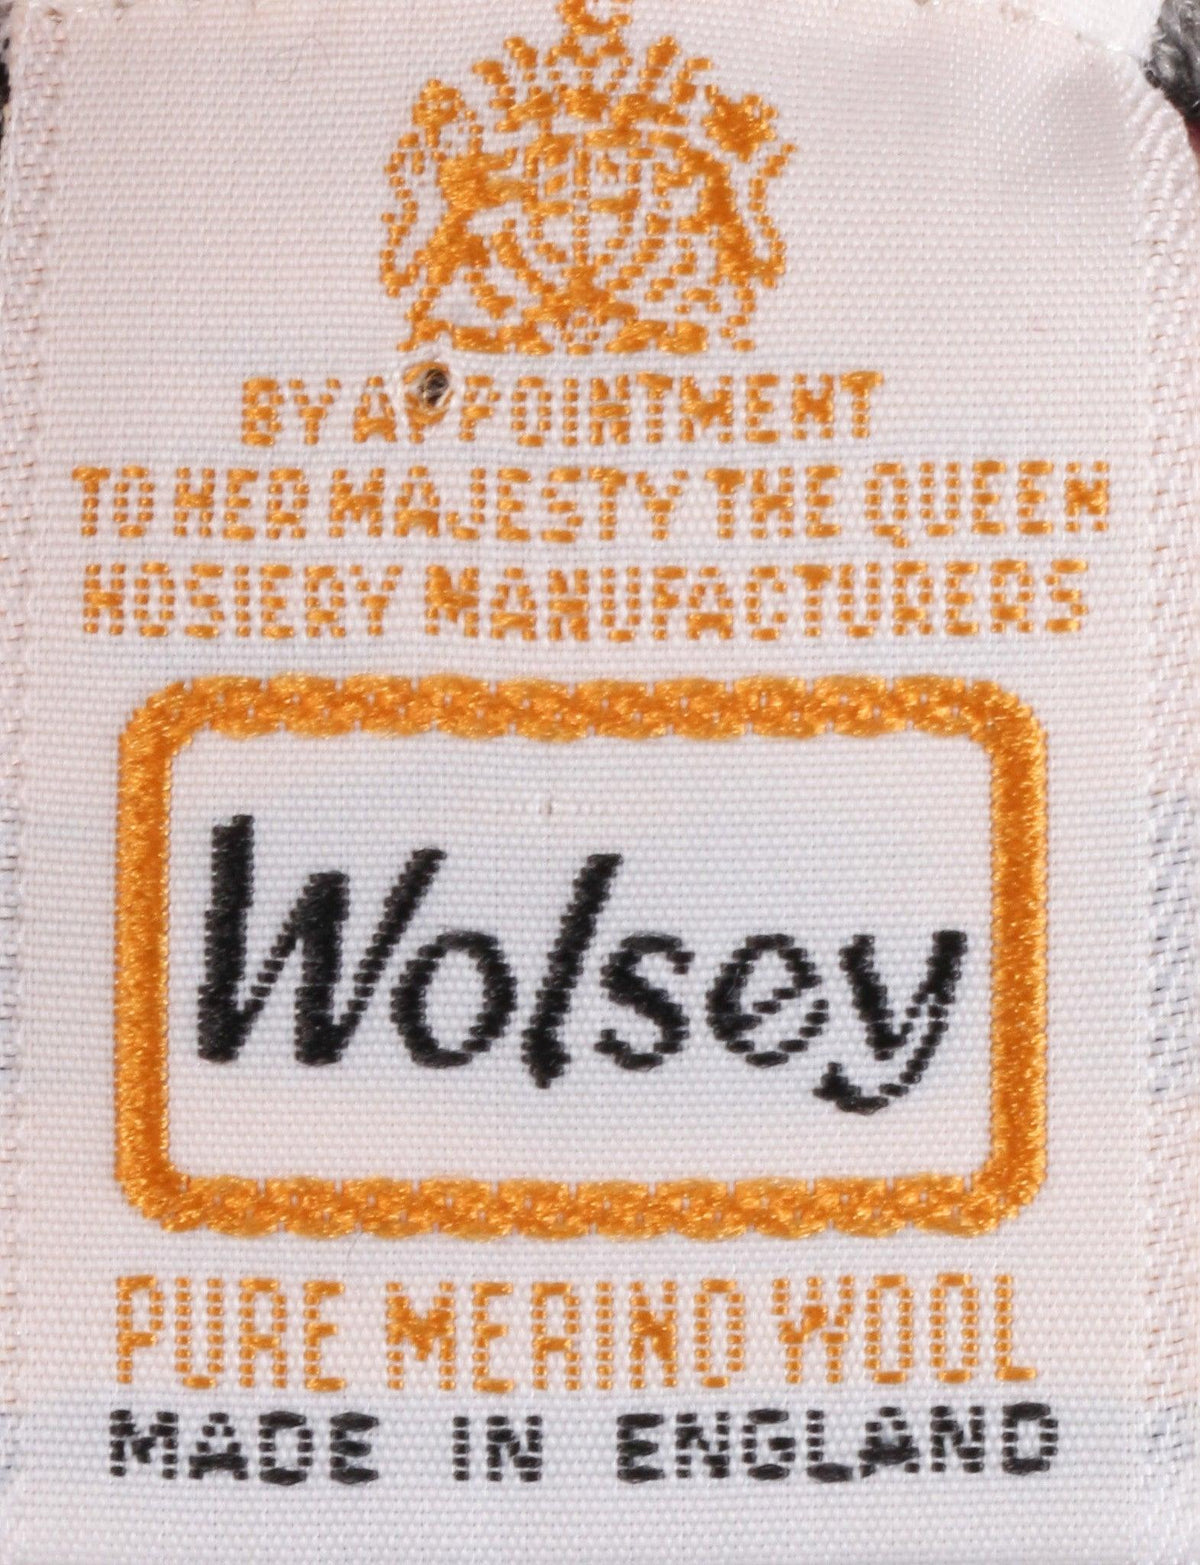 BY APPOINTMENT
TO HER MAJESTY THE QUEEN
HOSIERY MANUFACTURERS
Wolsey
PURE MERINO WOOL
MADE IN ENGLAND